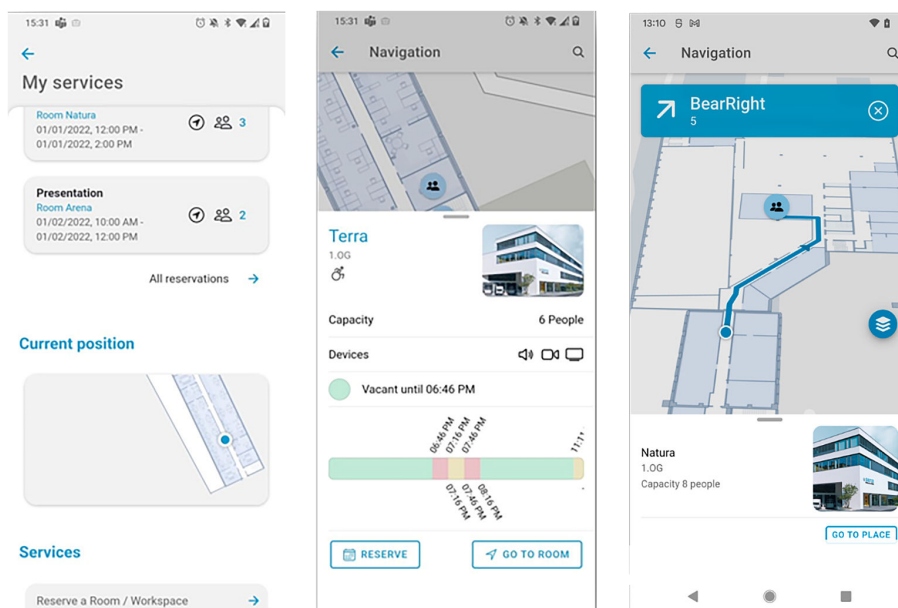 15:31
My services
Room Natura
01/01/2022, 12:00 PM -
01/01/2022, 2:00 PM
3
Presentation
Room Arena
01/02/2022, 10:00 AM -
01/02/2022, 12:00 PM
2
All reservations
Current position
Services
Reserve a Room / Workspace
15:31
Navigation
Terra
1.OG
Capacity
6 People
Devices
Vacant until 06:46 PM
06:46 PM
07:16 PM
07:46 PM
11:11
07:16 PM
07:46 PM
08:16 PM
RESERVE
GO TO ROOM
13:10
Navigation
BearRight
5
Natura
1.OG
Capacity 8 people
GO TO PLACE